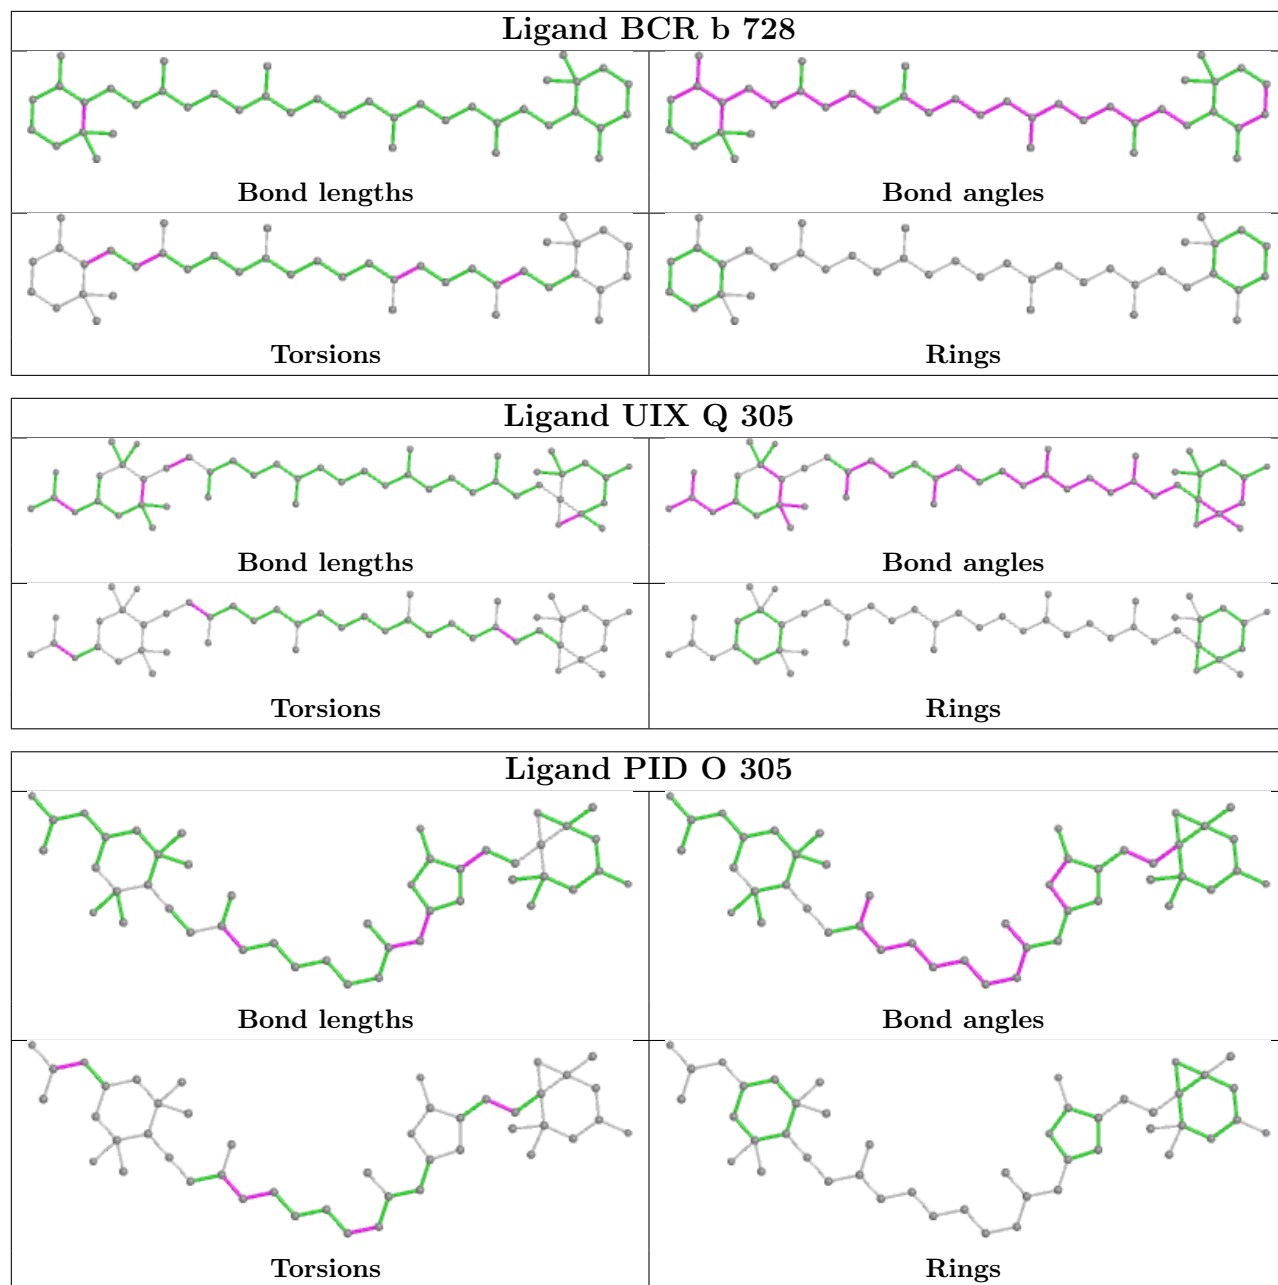 Ligand BCR b 728
Bond lengths
Bond angles
Torsions
Rings
Ligand UIX Q 305
Bond lengths
Bond angles
Torsions
Rings
Ligand PID O 305
Bond lengths
Bond angles
Torsions
Rings